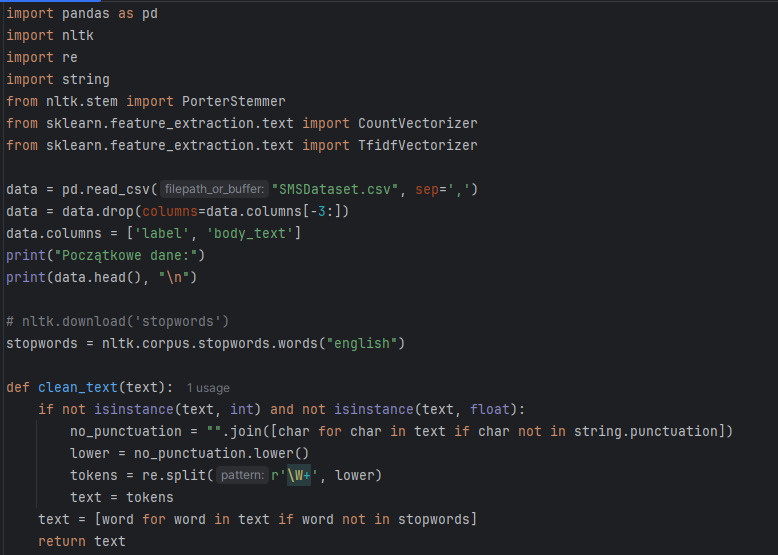 import pandas as pd
import nltk
import re
import string
from nltk.stem import PorterStemmer
from sklearn.feature_extraction.text import CountVectorizer
from sklearn.feature_extraction.text import TfidfVectorizer

data = pd.read_csv( filepath_or_buffer: "SMSDataset.csv", sep=',')
data = data.drop(columns=data.columns[-3:])
data.columns = ['label', 'body_text']
print("Początkowe dane:")
print(data.head(), "\n")

# nltk.download('stopwords')
stopwords = nltk.corpus.stopwords.words("english")

def clean_text(text): 1 usage
    if not isinstance(text, int) and not isinstance(text, float):
        no_punctuation = "".join([char for char in text if char not in string.punctuation])
        lower = no_punctuation.lower()
        tokens = re.split( pattern: r'\W+', lower)
        text = tokens
    text = [word for word in text if word not in stopwords]
    return text